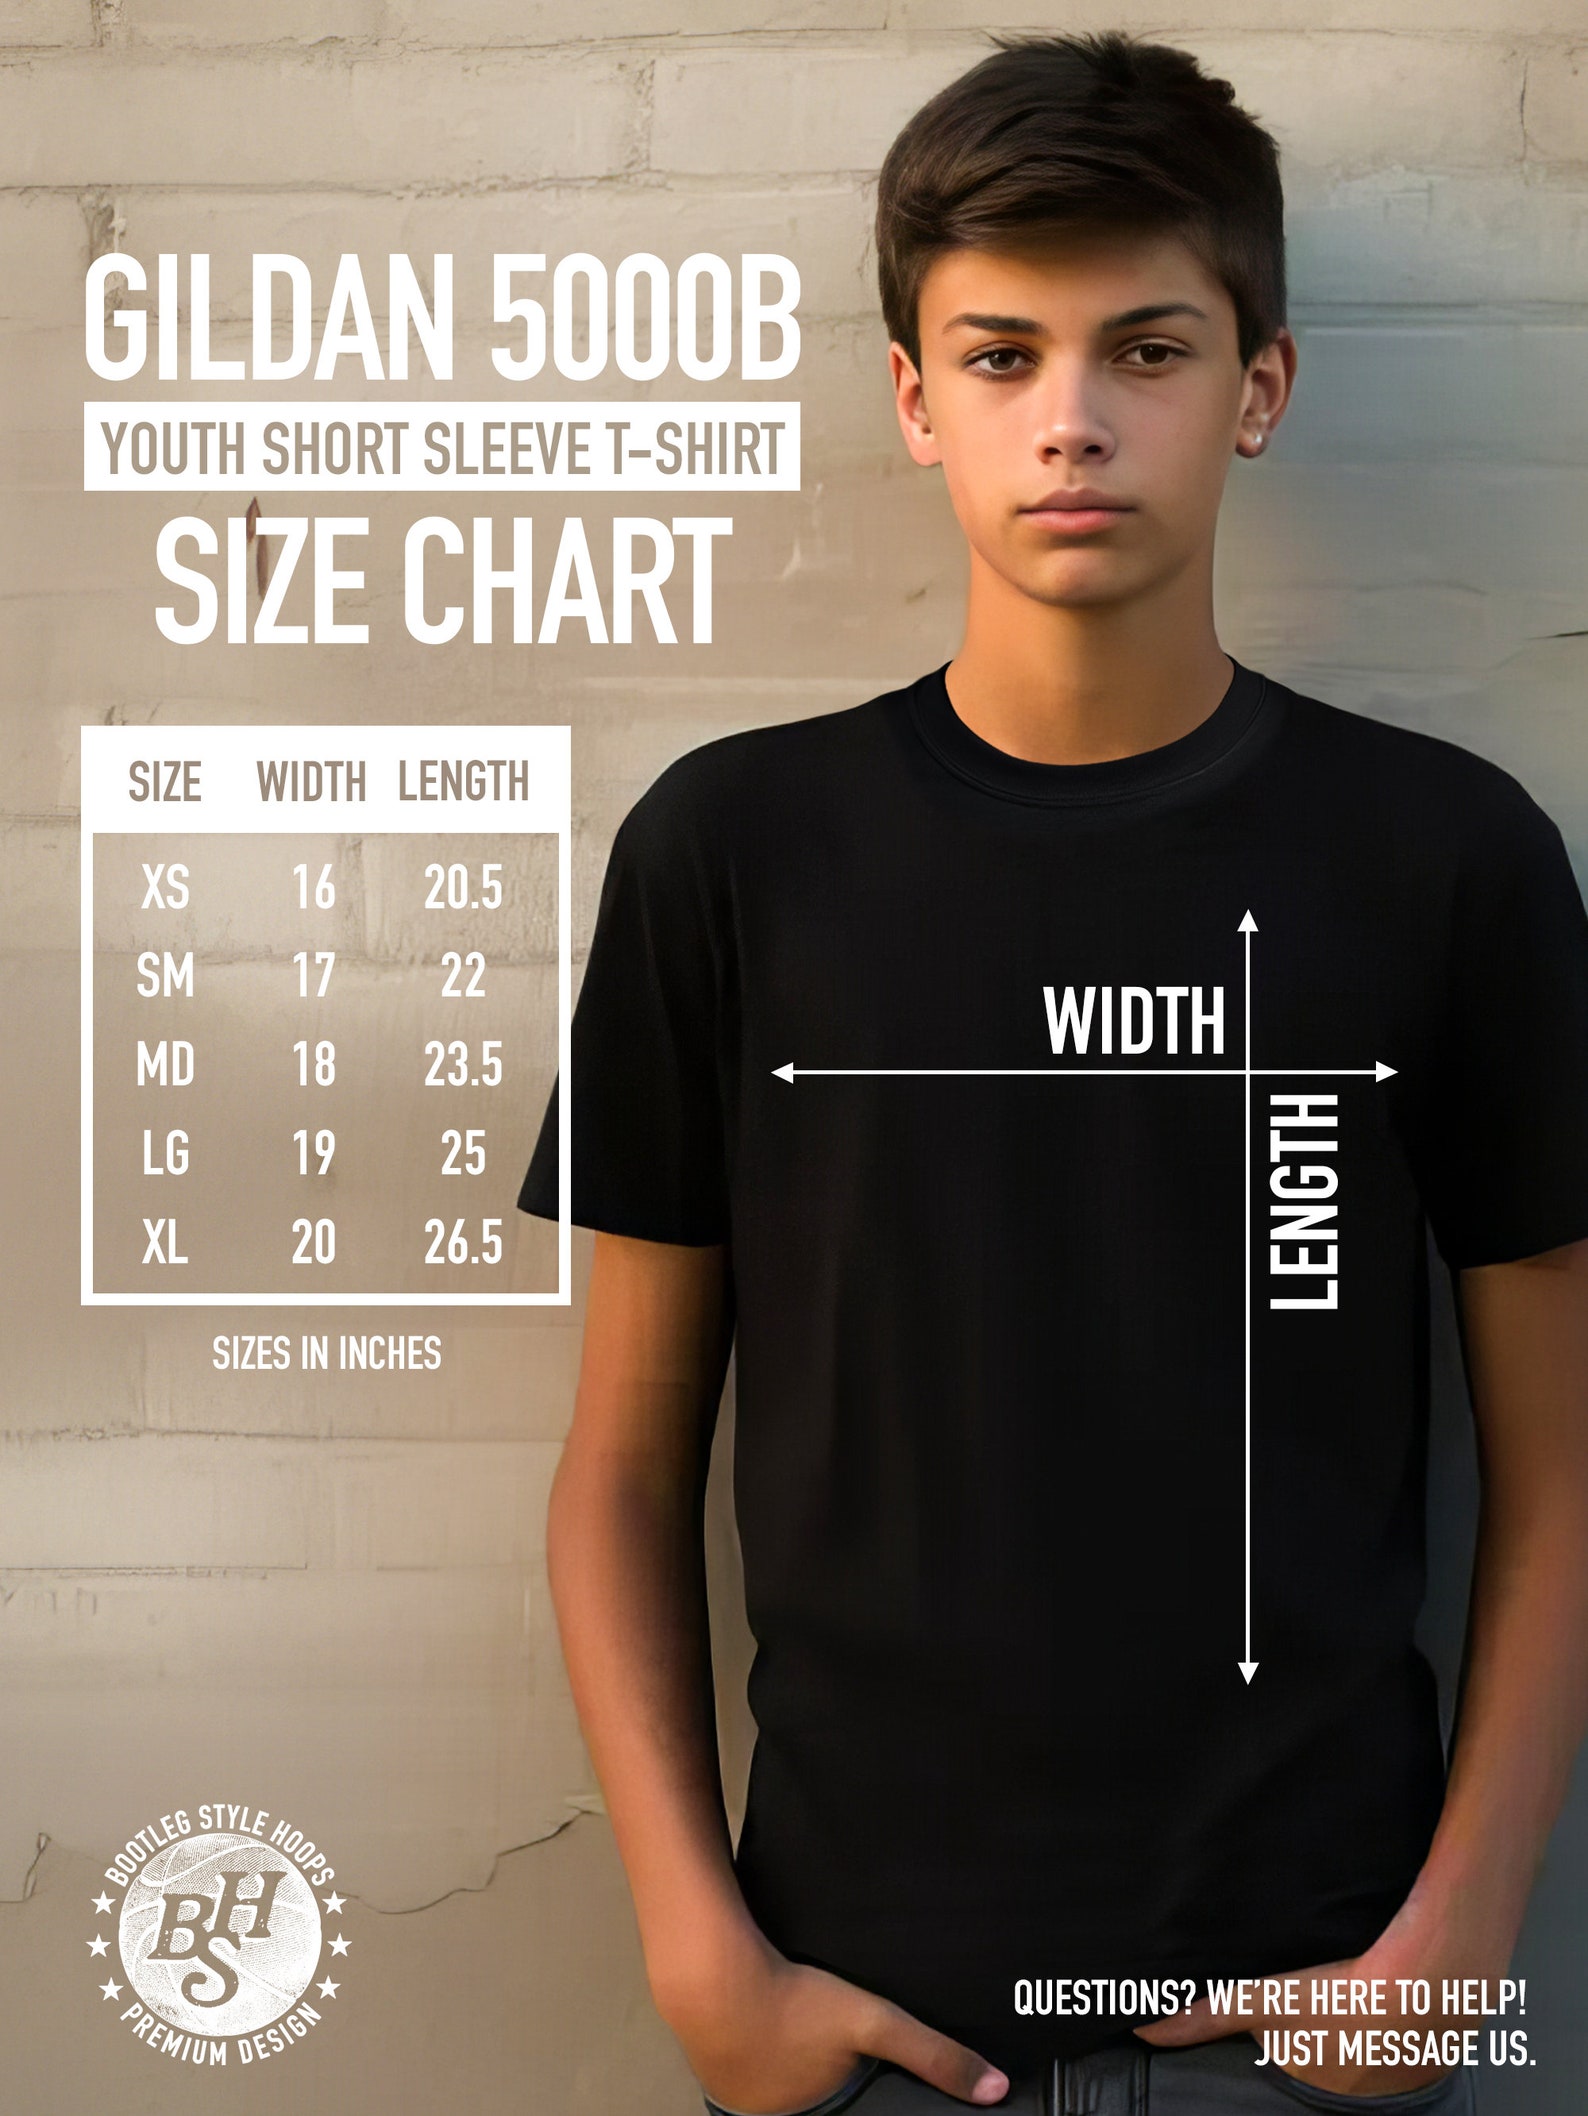 GILDAN 5000B
YOUTH SHORT SLEEVE T-SHIRT
SIZE CHART
SIZE WIDTH LENGTH
XS 16 20.5
SM 17 22
MD 18 23.5
LG 19 25
XL 20 26.5
SIZES IN INCHES
WIDTH
LENGTH
BOOTLEG STYLE HOOPS
BHS
PREMIUM DESIGN
QUESTIONS? WE'RE HERE TO HELP!
JUST MESSAGE US.